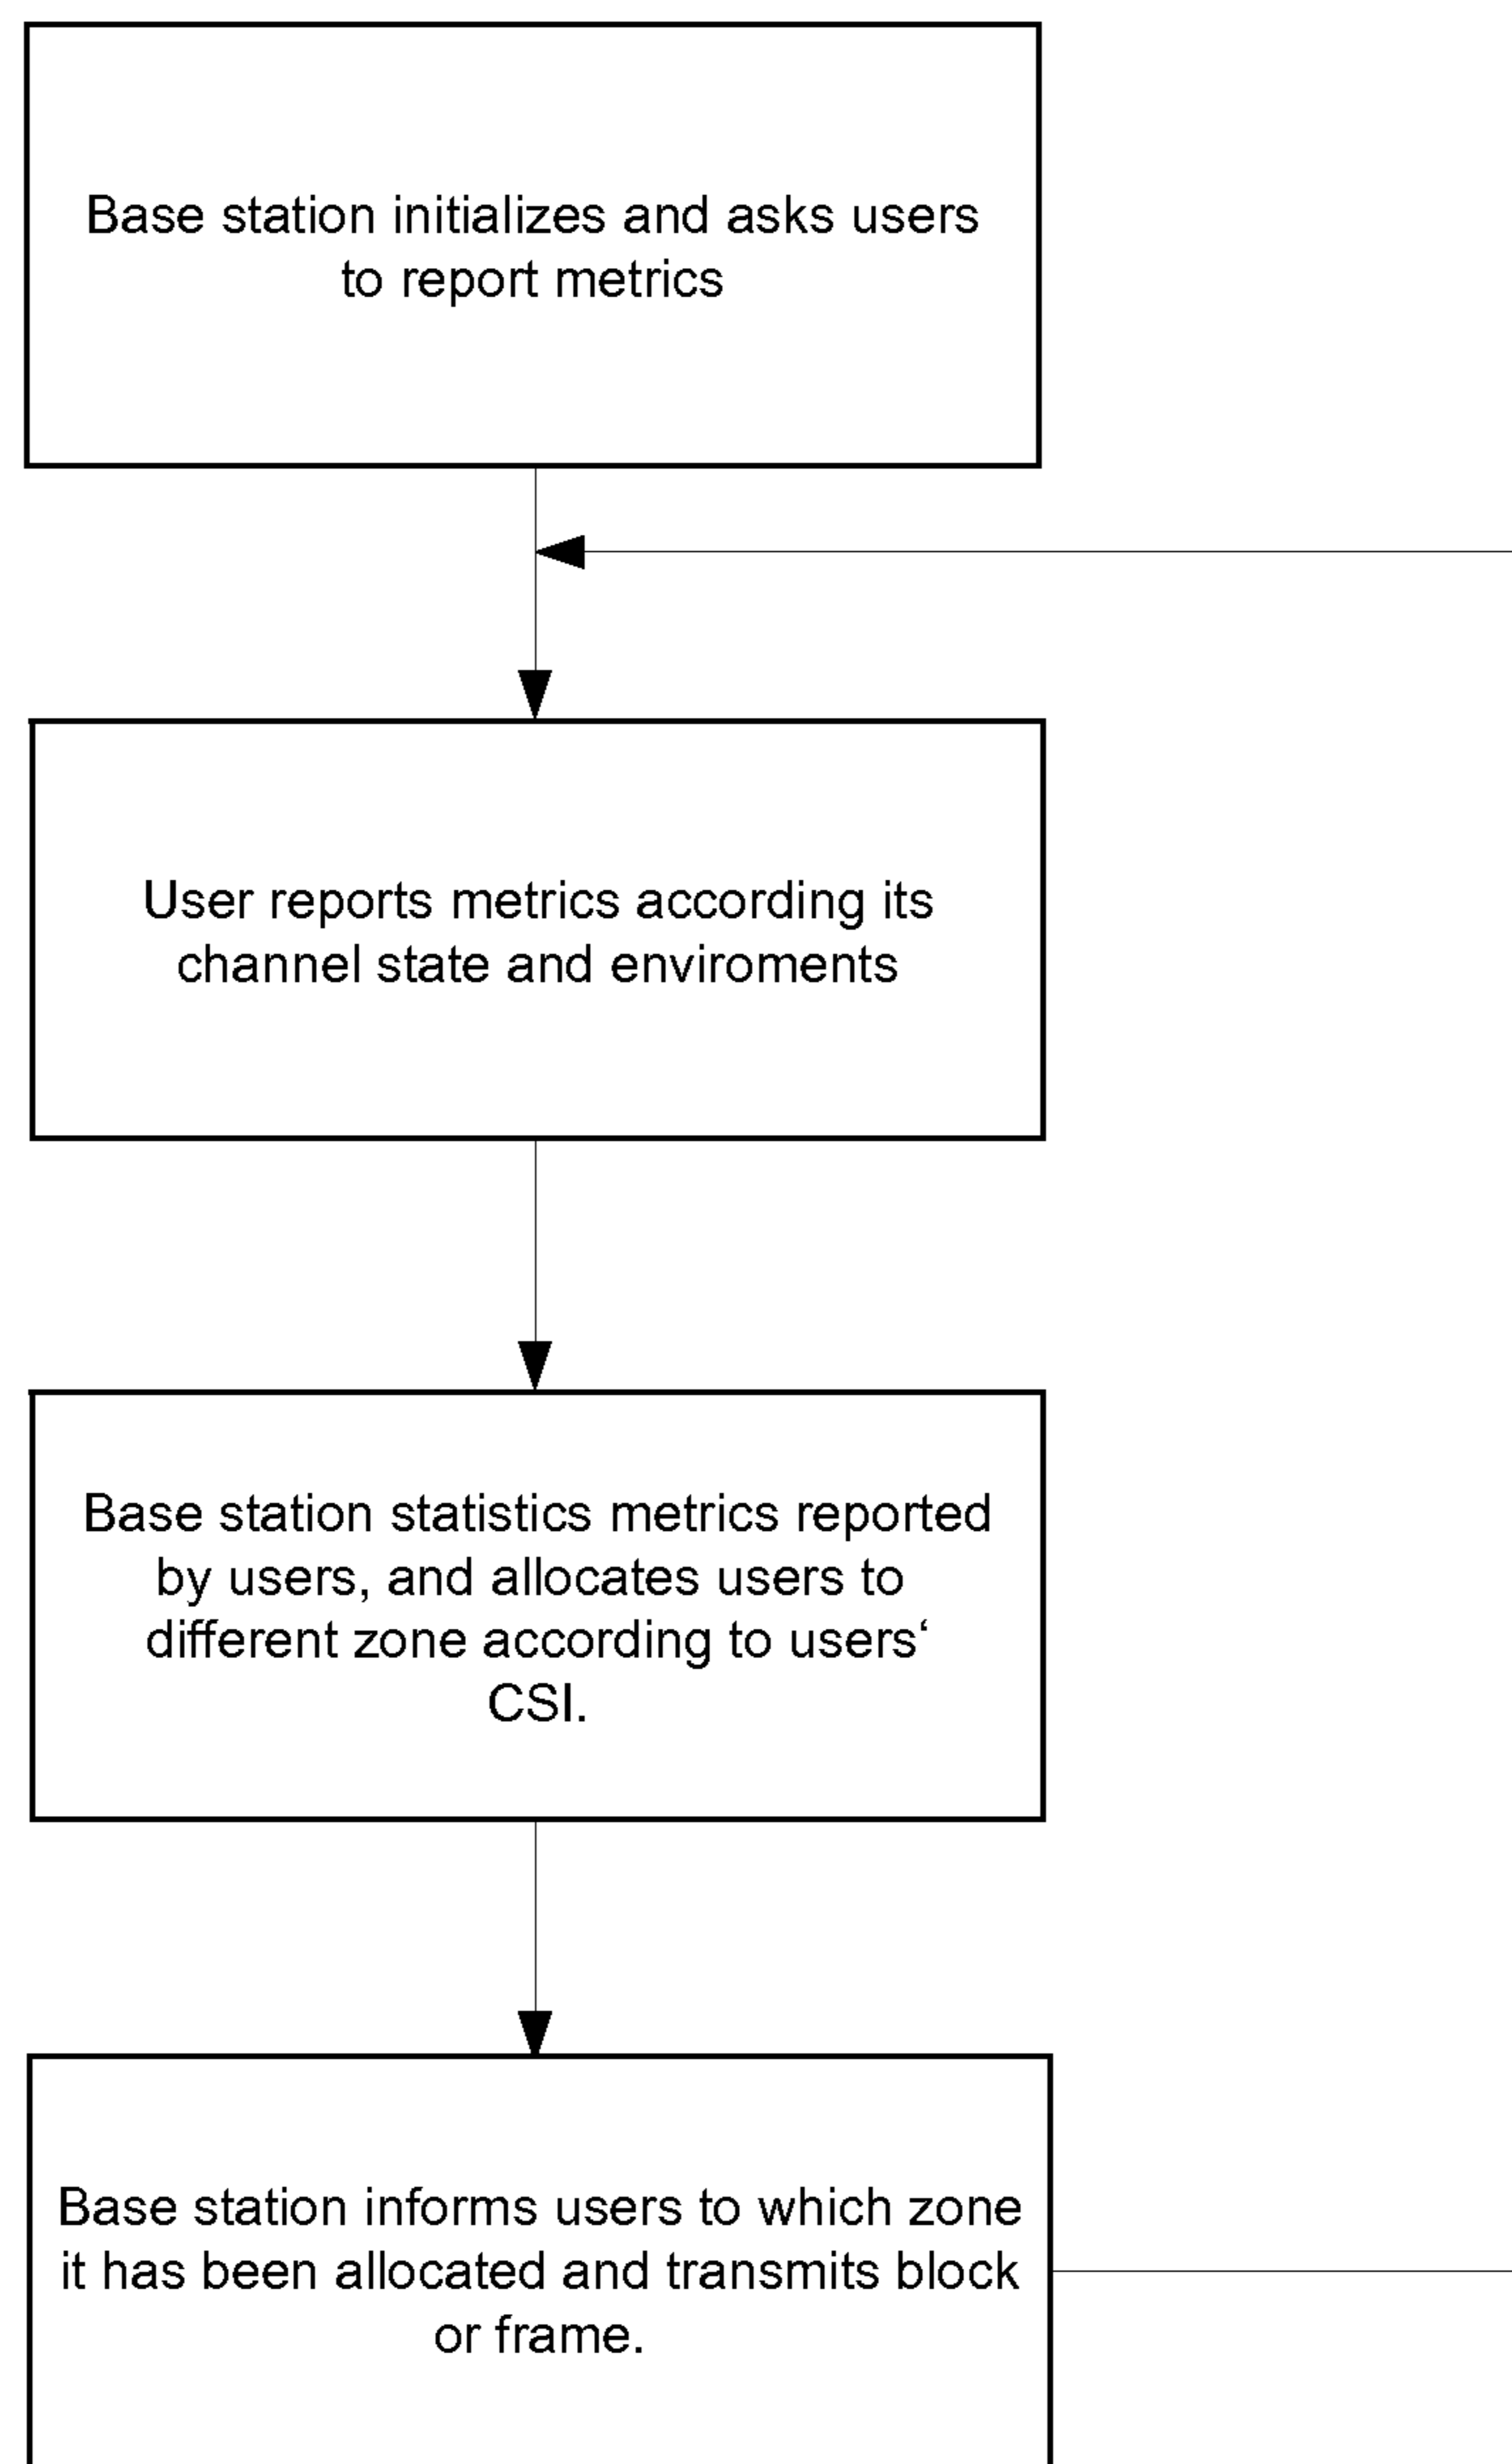 Base station initializes and asks users
to report metrics
User reports metrics according its
channel state and enviroments
Base station statistics metrics reported
by users, and allocates users to
different zone according to users‘
CSI.
Base station informs users to which zone
it has been allocated and transmits block
or frame.